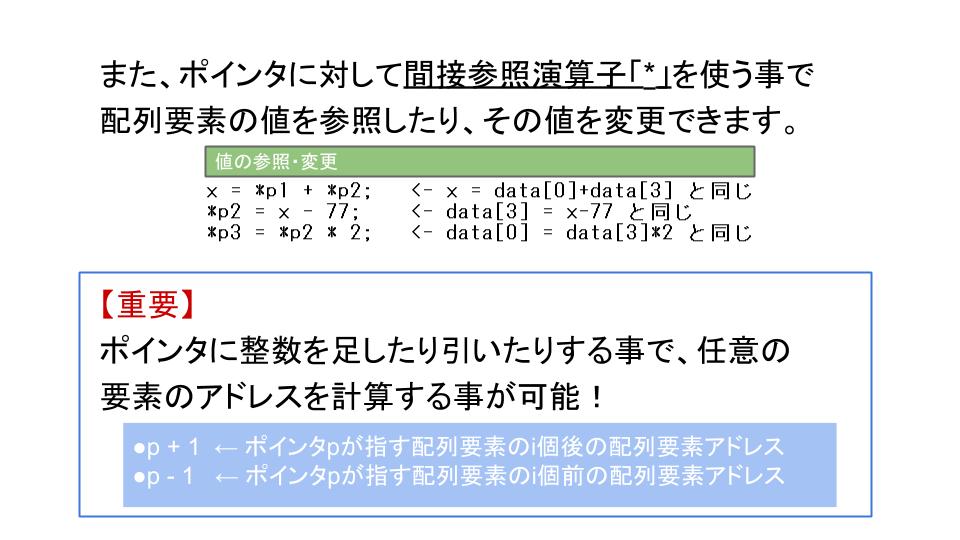 また、ポインタに対して間接参照演算子「*」を使う事で
配列要素の値を参照したり、その値を変更できます。
値の参照・変更
x = *p1 + *p2; <- x = data[0]+data[3] と同じ
*p2 = x - 77; <- data[3] = x-77 と同じ
*p3 = *p2 * 2; <- data[0] = data[3]*2 と同じ
【重要】
ポインタに整数を足したり引いたりする事で、任意の
要素のアドレスを計算する事が可能！
●p + 1 ← ポインタpが指す配列要素のi個後の配列要素アドレス
●p - 1 ← ポインタpが指す配列要素のi個前の配列要素アドレス